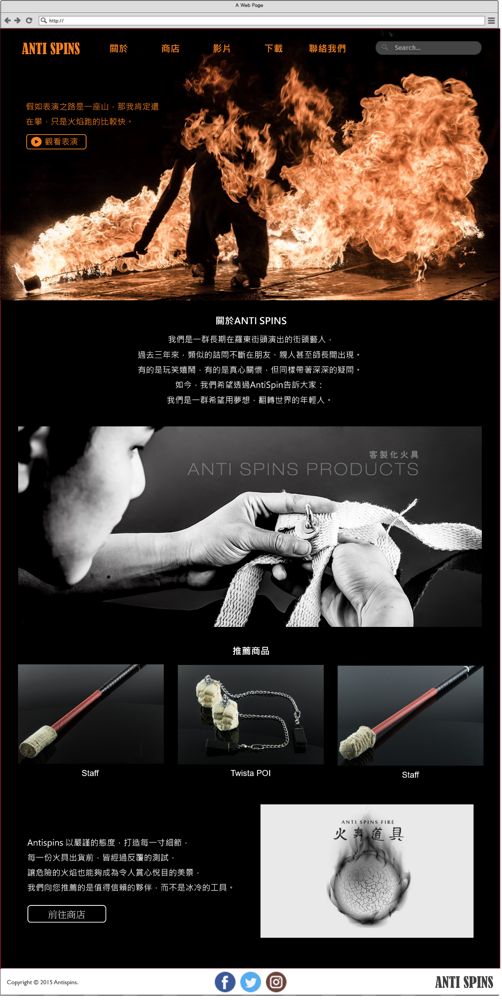 A Web Page
http://
ANTI SPINS
關於
商店
影片
下載
聯絡我們
Search...
假如表演之路是一座山，那我肯定還
在攀，只是火焰跑的比較快。
觀看表演
關於ANTI SPINS
我們是一群長期在羅東街頭演出的街頭藝人，
過去三年來，類似的詰問不斷在朋友、親人甚至師長間出現。
有的是玩笑嬉鬧，有的是真心關懷，但同樣帶著深深的疑問。
如今，我們希望透過AntiSpin告訴大家：
我們是一群希望用夢想，翻轉世界的年輕人。
客製化火具
ANTI SPINS PRODUCTS
推薦商品
Staff
Twista POI
Staff
ANTI SPINS FIRE
火舞道具
Antispins 以嚴謹的態度，打造每一寸細節，
每一份火具出貨前，皆經過反覆的測試，
讓危險的火焰也能夠成為令人賞心悅目的美景，
我們向您推薦的是值得信賴的夥伴，而不是冰冷的工具。
前往商店
Copyright © 2015 Antispins.
ANTI SPINS